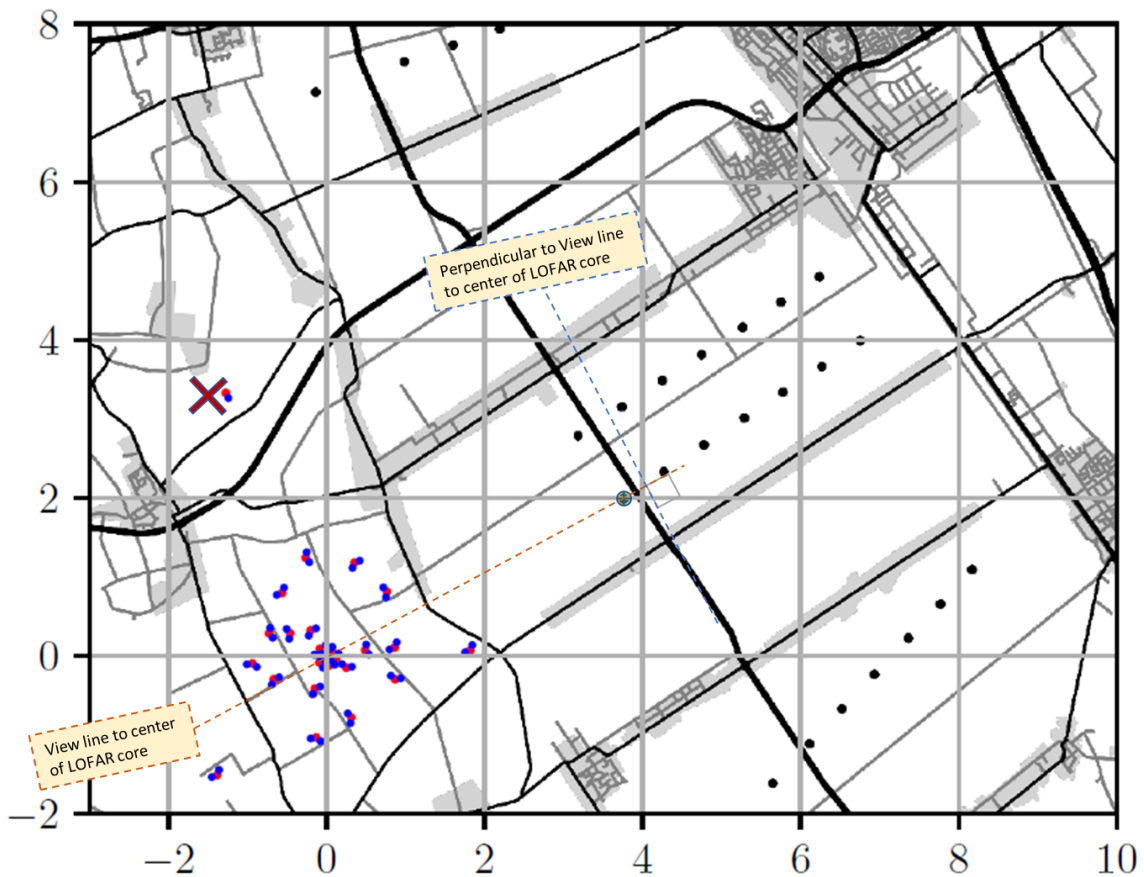 8
6
Perpendicular to View line
to center of LOFAR core
4
2
0
View line to center
of LOFAR core
−2
−2 0 2 4 6 8 10